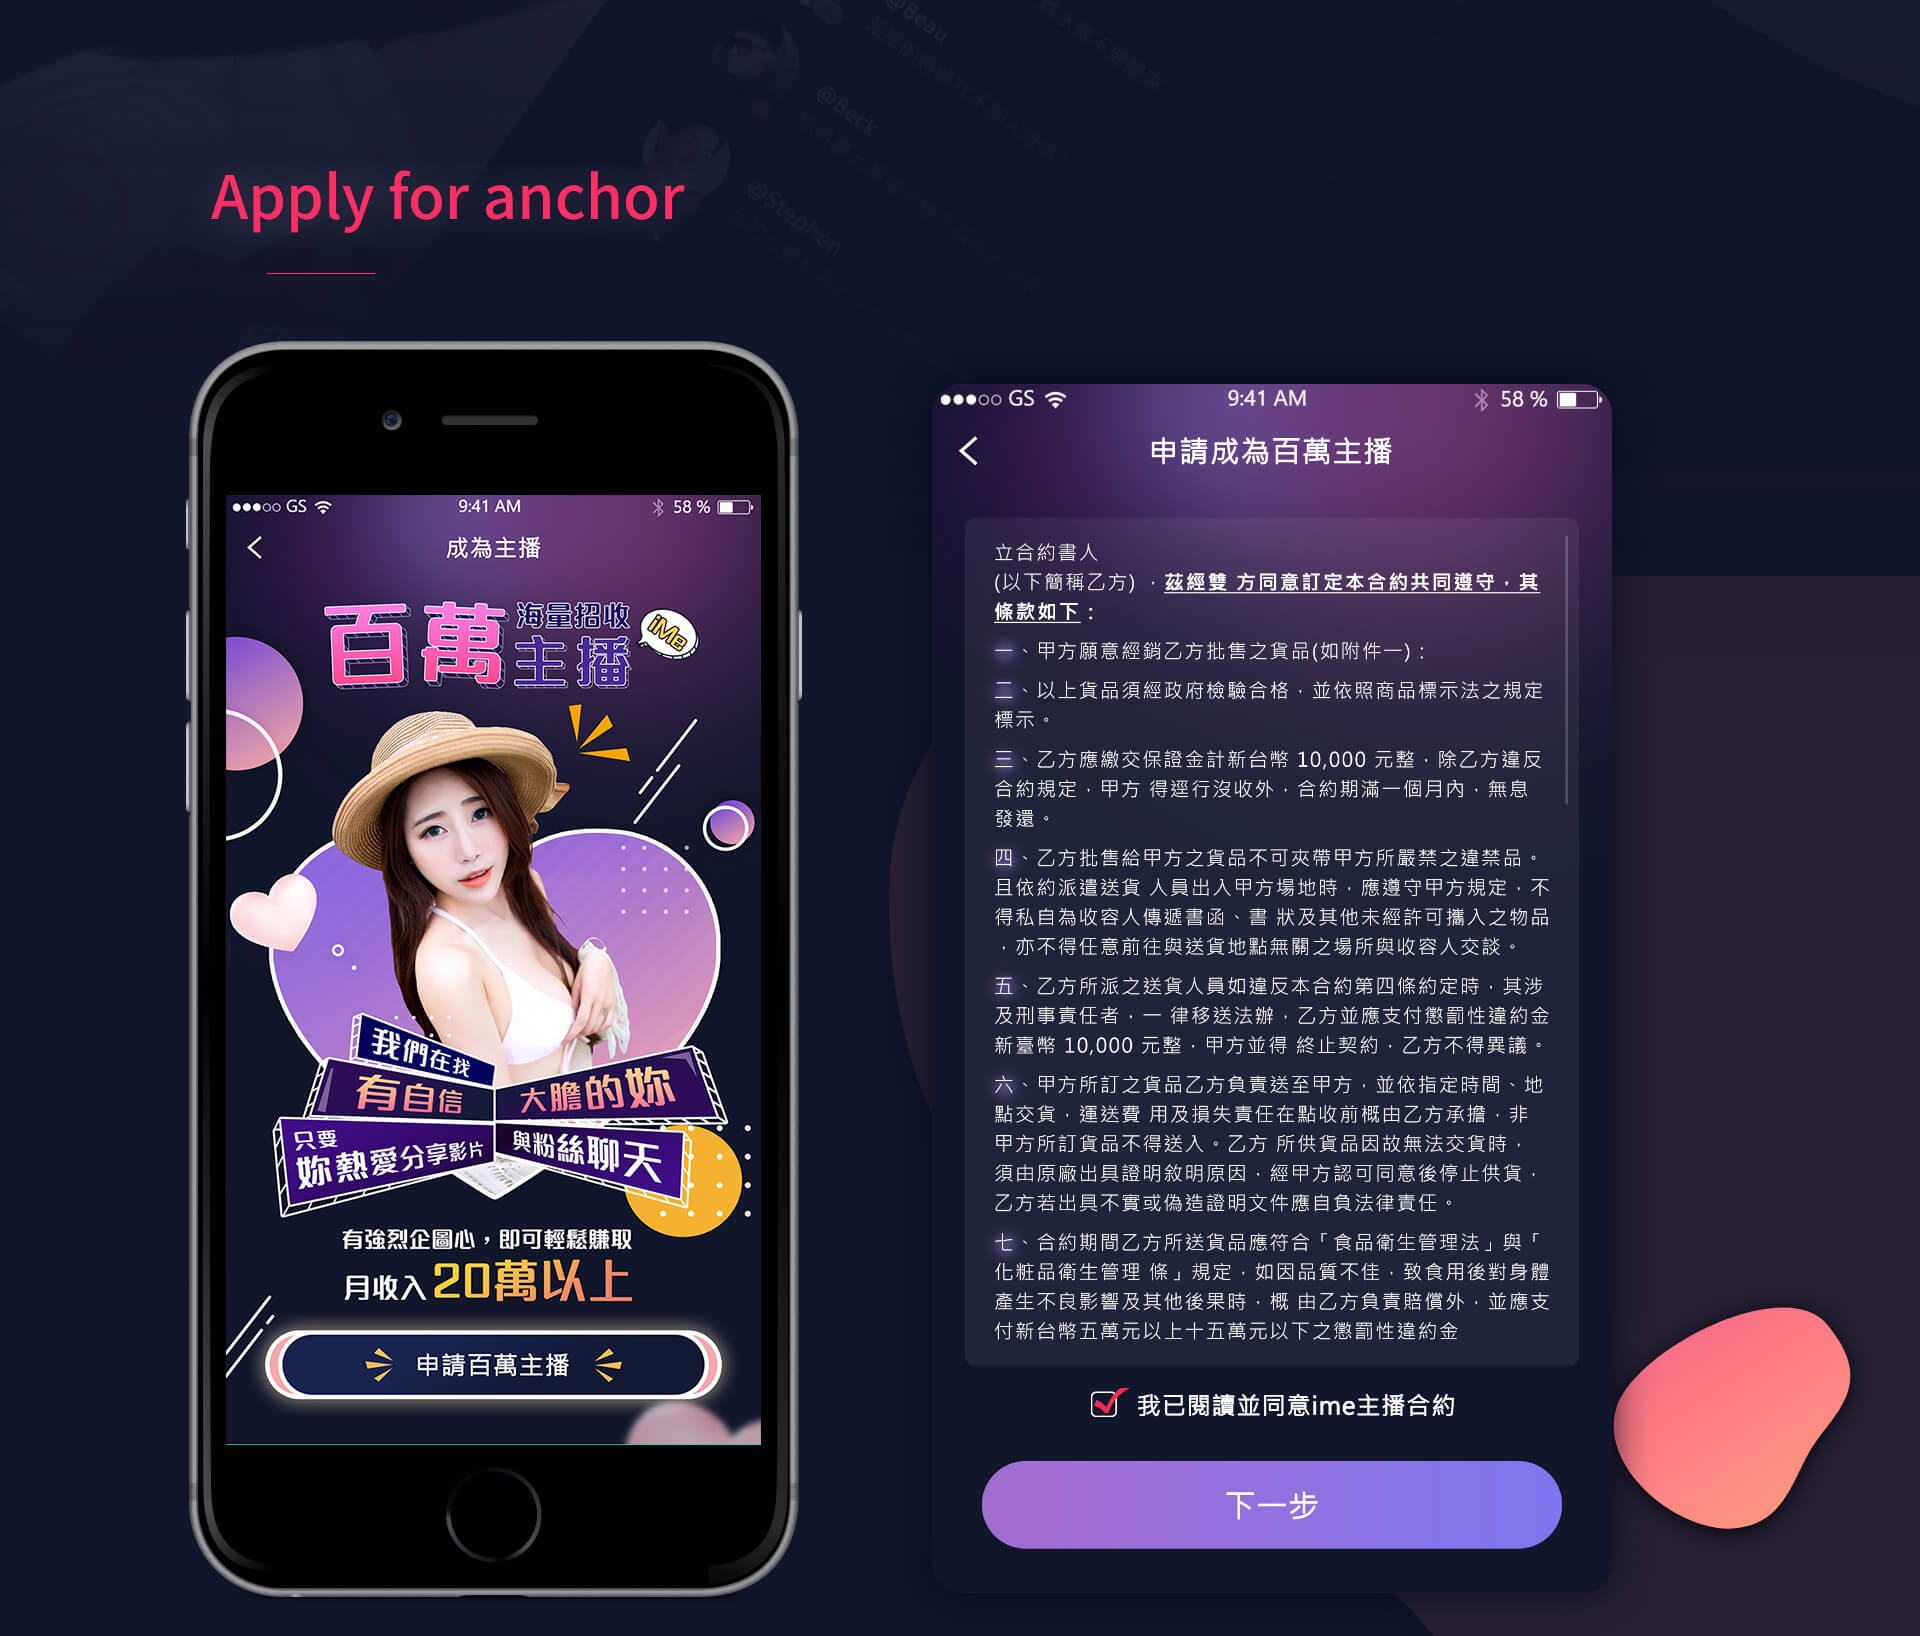 @Beau
@Beck
@Stephen
Apply for anchor
GS 9:41 AM 58 %
成為主播
百萬 海量招收
主播
iMe
我們在找
有自信 大膽的妳
只要
妳熱愛分享影片 與粉絲聊天
有強烈企圖心，即可輕鬆賺取
月收入20萬以上
申請百萬主播
GS 9:41 AM 58 %
申請成為百萬主播
立合約書人
(以下簡稱乙方) ，茲經雙 方同意訂定本合約共同遵守，其
條款如下：
一、甲方願意經銷乙方批售之貨品(如附件一)：
二、以上貨品須經政府檢驗合格，並依照商品標示法之規定
標示。
三、乙方應繳交保證金計新台幣 10,000 元整，除乙方違反
合約規定，甲方 得逕行沒收外，合約期滿一個月內，無息
發還。
四、乙方批售給甲方之貨品不可夾帶甲方所嚴禁之違禁品。
且依約派遣送貨 人員出入甲方場地時，應遵守甲方規定，不
得私自為收容人傳遞書函、書 狀及其他未經許可攜入之物品
，亦不得任意前往與送貨地點無關之場所與收容人交談。
五、乙方所派之送貨人員如違反本合約第四條約定時，其涉
及刑事責任者，一 律移送法辦，乙方並應支付懲罰性違約金
新臺幣 10,000 元整，甲方並得 終止契約，乙方不得異議。
六、甲方所訂之貨品乙方負責送至甲方，並依指定時間、地
點交貨，運送費 用及損失責任在點收前概由乙方承擔，非
甲方所訂貨品不得送入。乙方 所供貨品因故無法交貨時，
須由原廠出具證明敘明原因，經甲方認可同意後停止供貨，
乙方若出具不實或偽造證明文件應自負法律責任。
七、合約期間乙方所送貨品應符合「食品衛生管理法」與「
化粧品衛生管理 條」規定，如因品質不佳，致食用後對身體
產生不良影響及其他後果時，概 由乙方負責賠償外，並應支
付新台幣五萬元以上十五萬元以下之懲罰性違約金
我已閱讀並同意ime主播合約
下一步